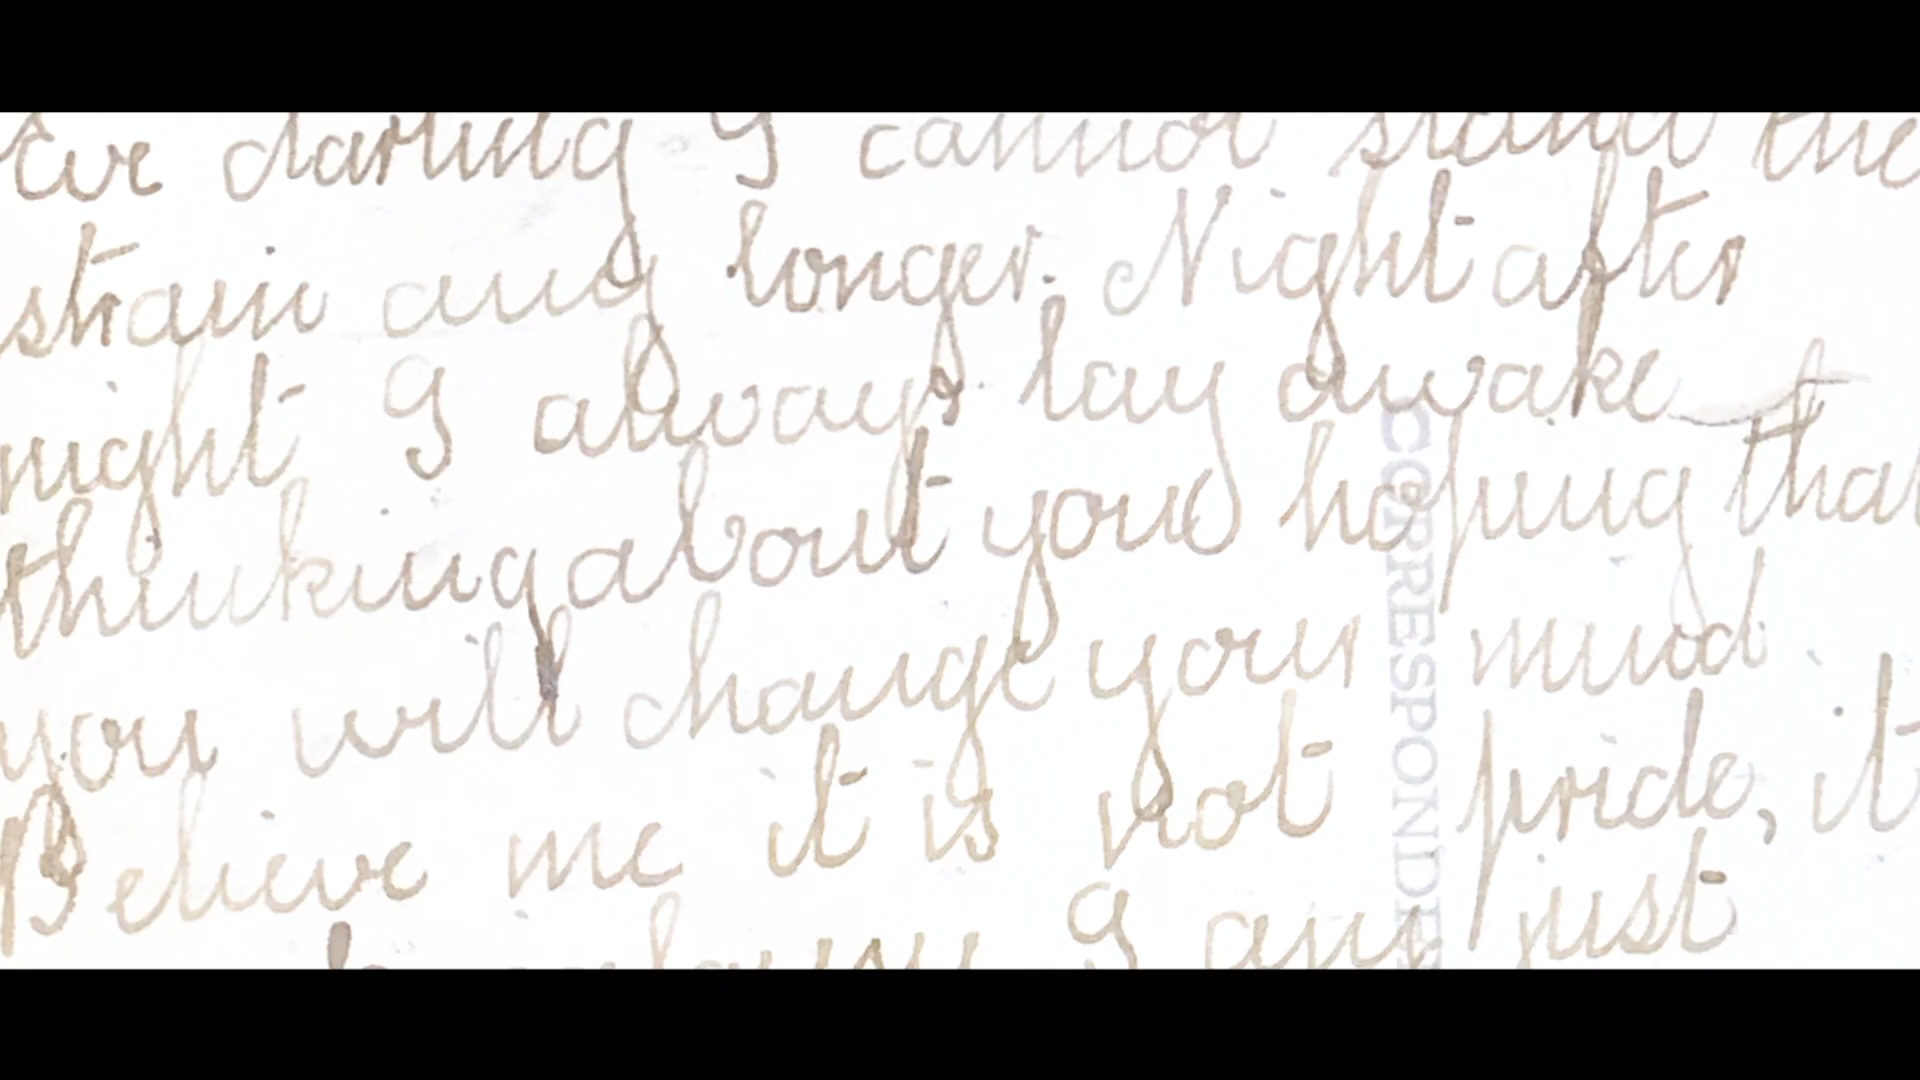 darling I cannot stand the
strain any longer. Night after
night I always lay awake
thinking about you hoping that
you will change your mind.
Believe me it is not pride, it
I am just
CORRESPONDE